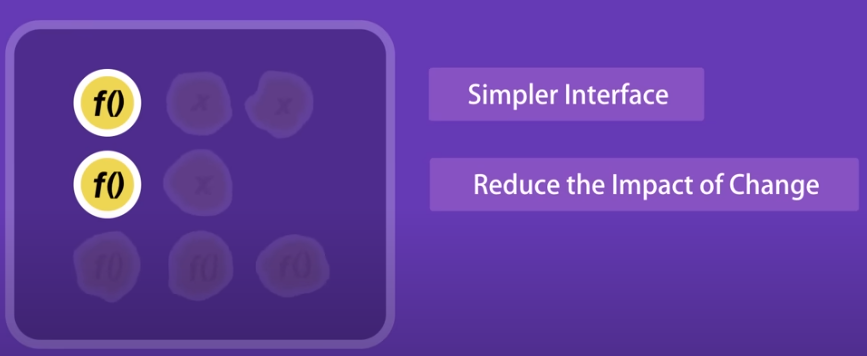 f()
x
x
Simpler Interface
f()
x
Reduce the Impact of Change
f()
f()
f()